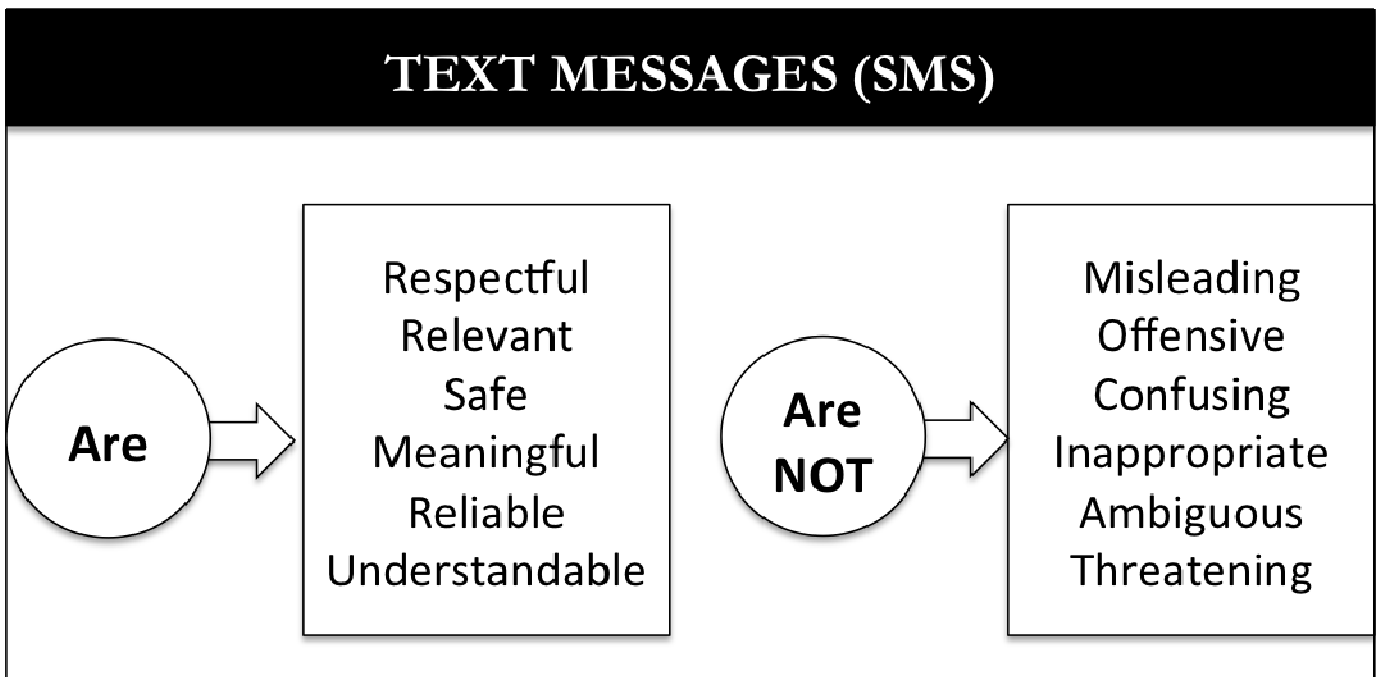 TEXT MESSAGES (SMS)
Are
Respectful
Relevant
Safe
Meaningful
Reliable
Understandable
Are
NOT
Misleading
Offensive
Confusing
Inappropriate
Ambiguous
Threatening